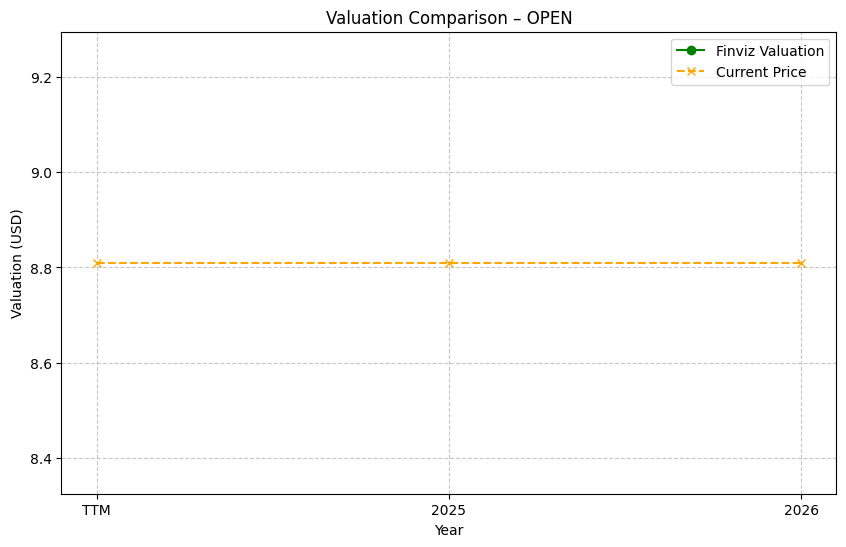 Valuation Comparison – OPEN
Finviz Valuation
Current Price
9.2
9.0
8.8
8.6
8.4
Valuation (USD)
TTM
2025
2026
Year